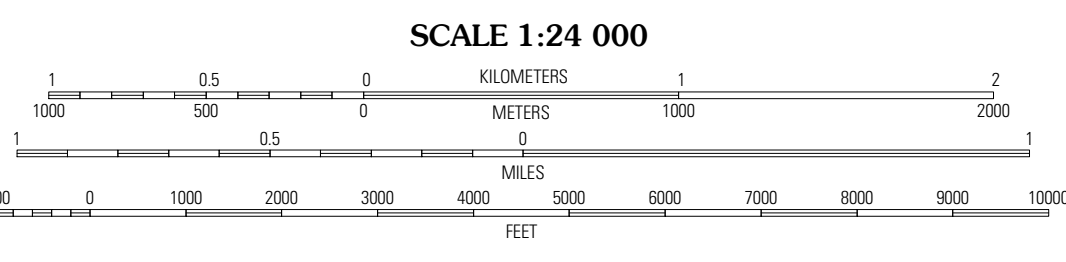 SCALE 1:24 000
1 0.5 0 KILOMETERS 1 2
1000 500 0 METERS 1000 2000
1 0.5 0 1
MILES
0 1000 2000 3000 4000 5000 6000 7000 8000 9000 10000
FEET